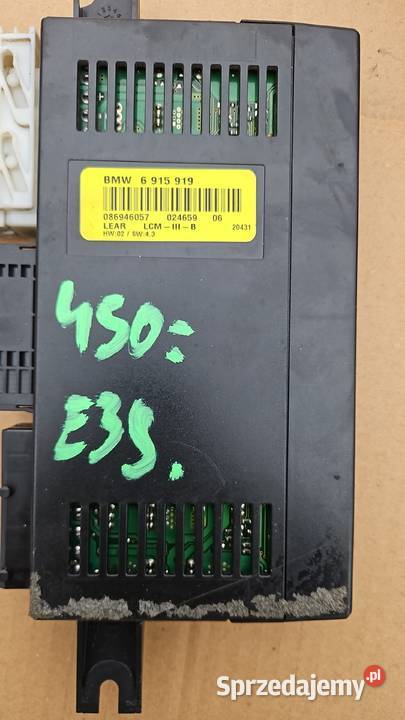 BMW 6 915 919
086946057 024659 06
LEAR LCM-III-B 20431
HW:02 / SW:4.3
450:
E39.
Sprzedajemy.pl